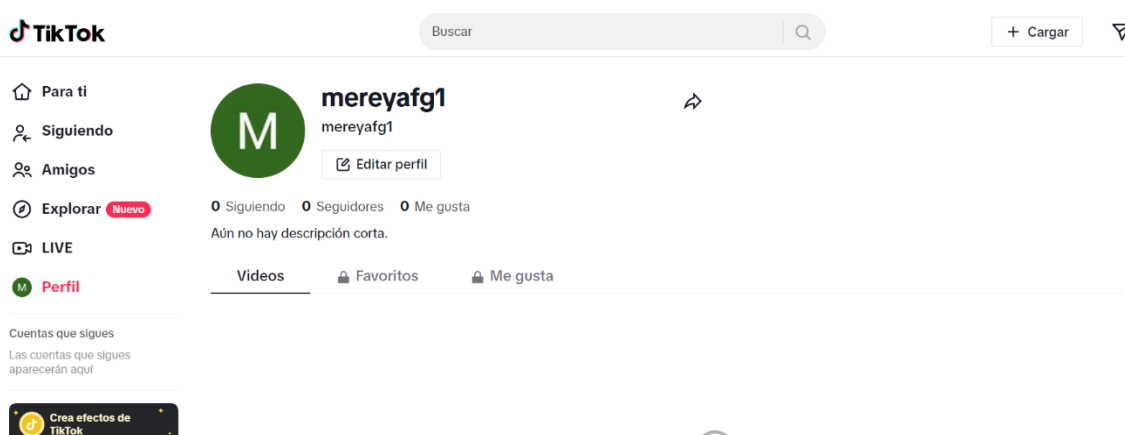 TikTok
Buscar
+ Cargar
Para ti
Siguiendo
Amigos
Explorar Nuevo
LIVE
M Perfil
Cuentas que sigues
Las cuentas que sigues
aparecerán aquí
Crea efectos de
TikTok
M
mereyafg1
mereyafg1
Editar perfil
0 Siguiendo 0 Seguidores 0 Me gusta
Aún no hay descripción corta.
Videos Favoritos Me gusta